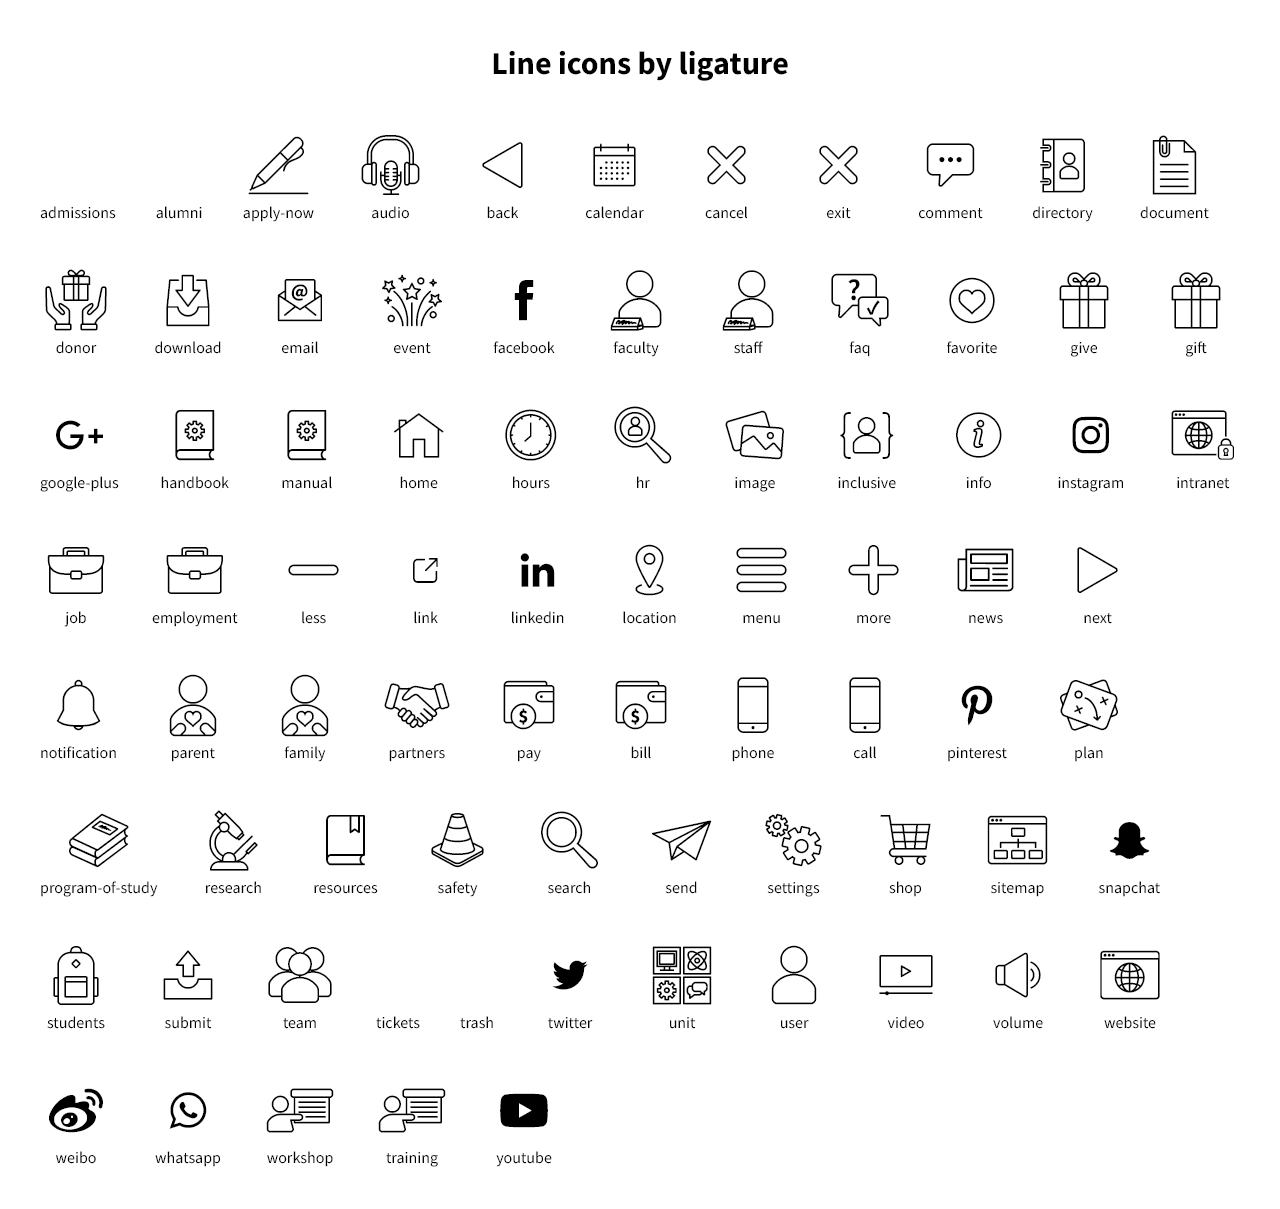 Line icons by ligature
admissions alumni apply-now audio back calendar cancel exit comment directory document
donor download email event facebook faculty staff faq favorite give gift
google-plus handbook manual home hours hr image inclusive info instagram intranet
job employment less link linkedin location menu more news next
notification parent family partners pay bill phone call pinterest plan
program-of-study research resources safety search send settings shop sitemap snapchat
students submit team tickets trash twitter unit user video volume website
weibo whatsapp workshop training youtube